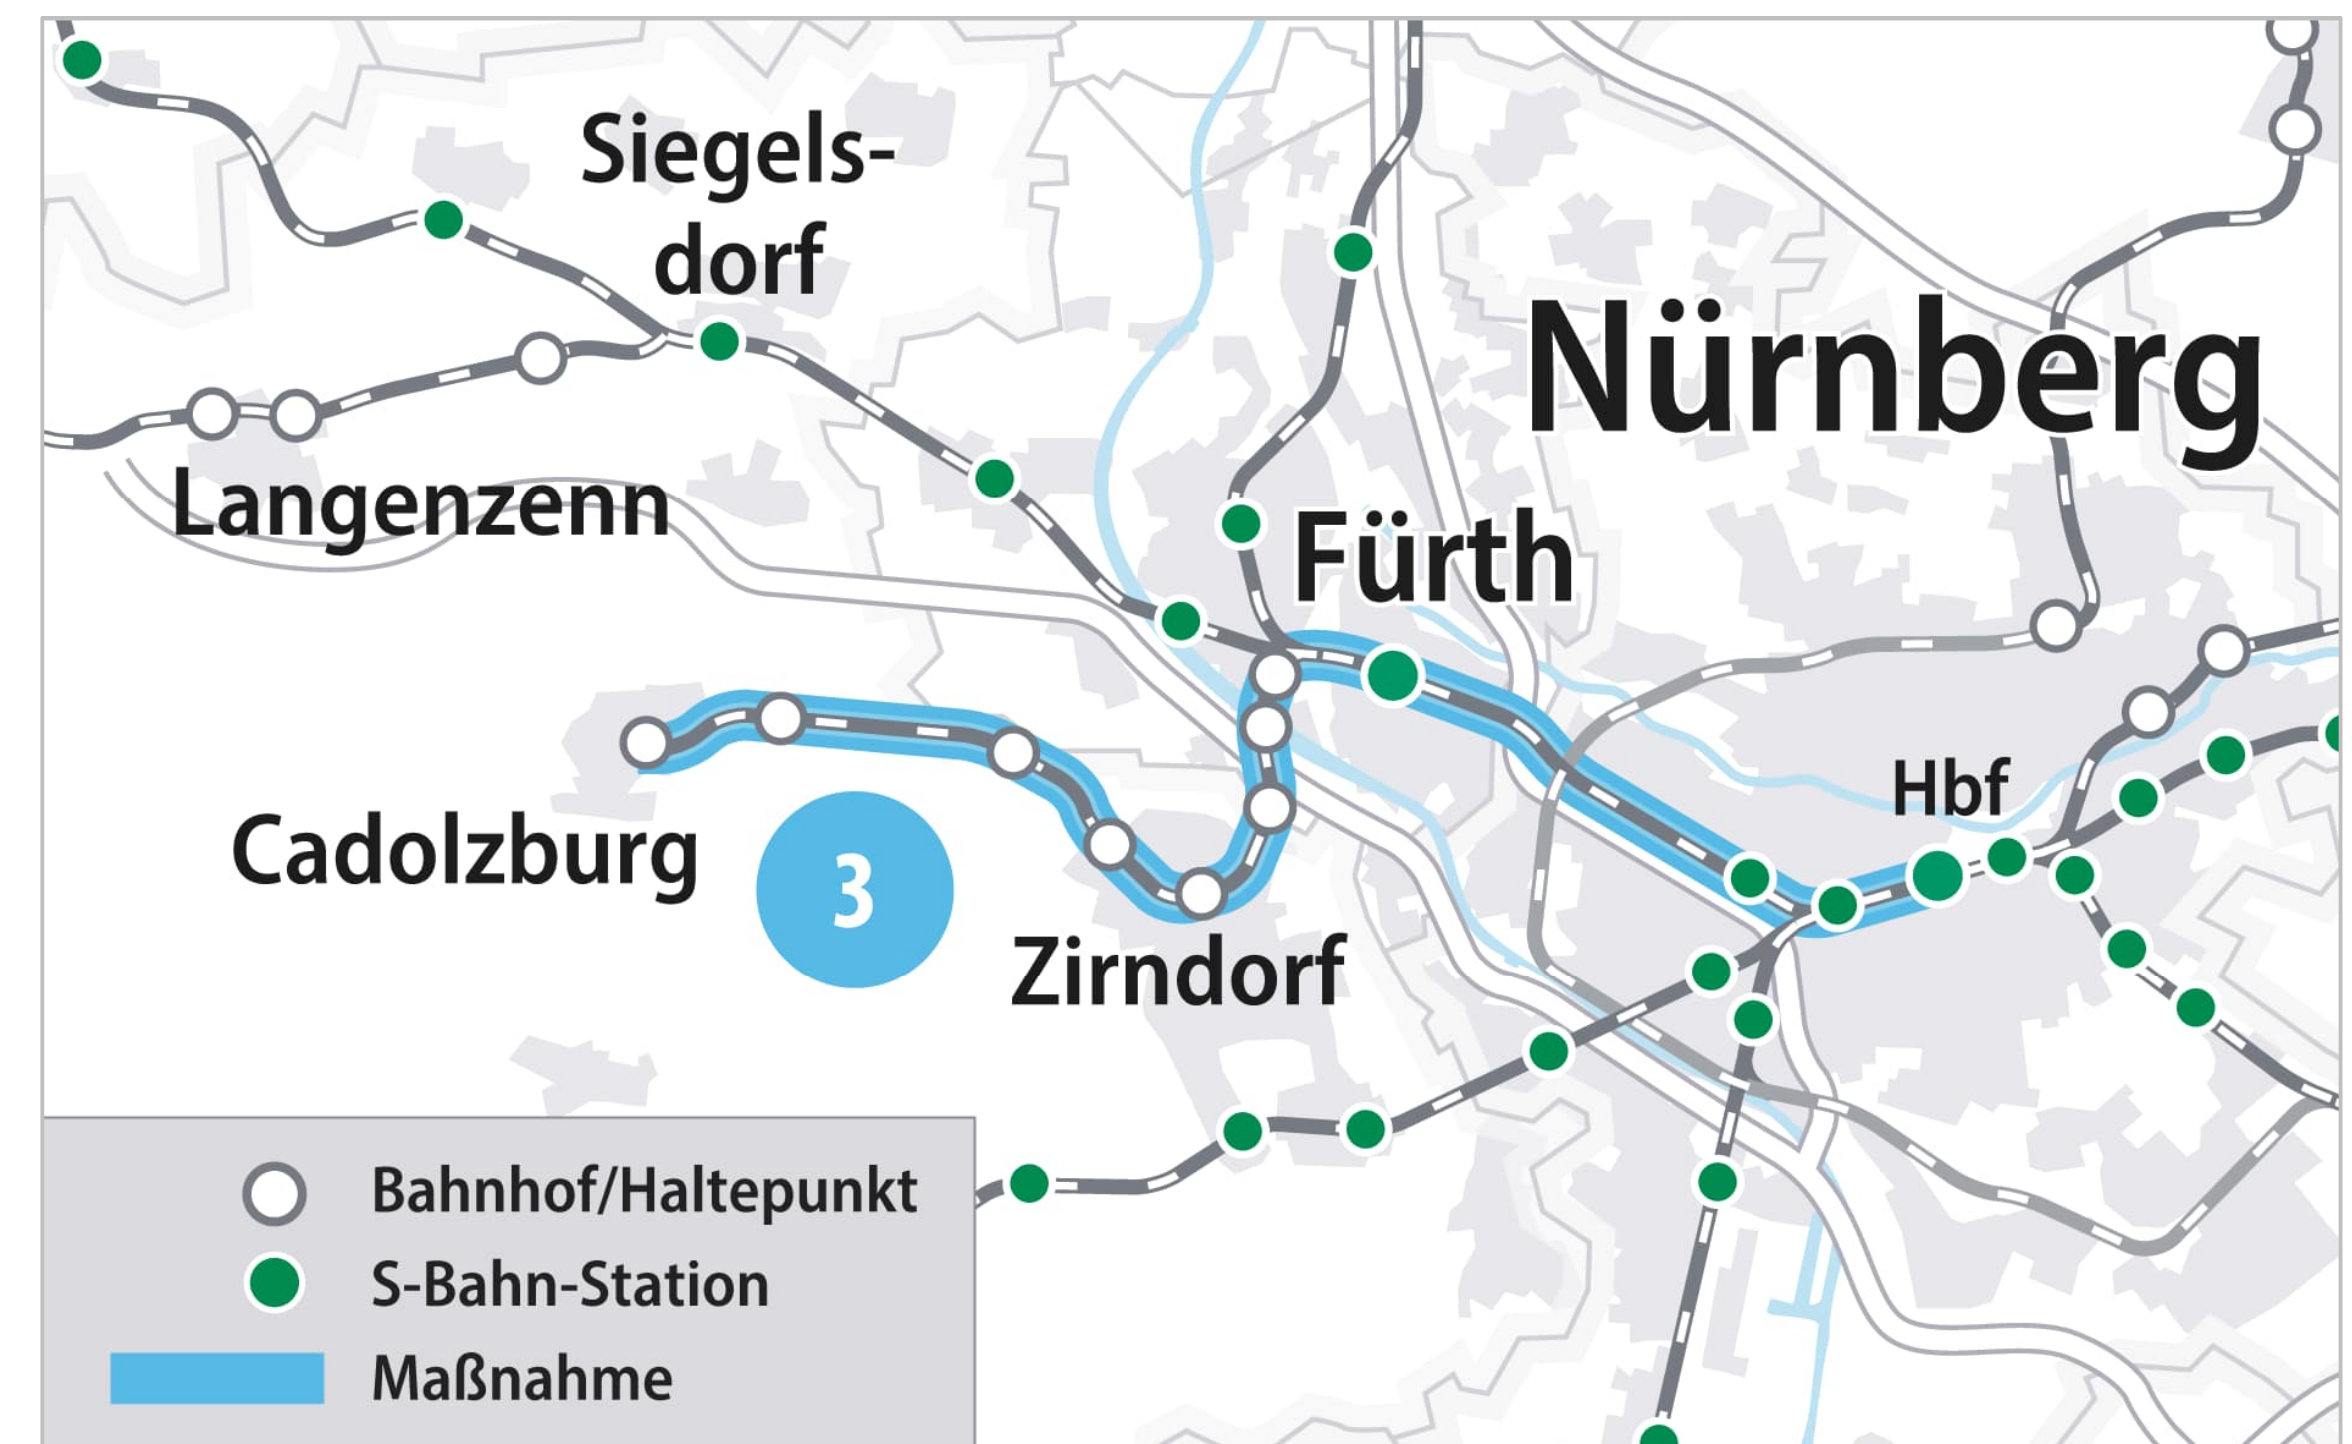 Siegels-
dorf
Nürnberg
Langenzenn
Fürth
Hbf
Cadolzburg
3
Zirndorf
Bahnhof/Haltepunkt
S-Bahn-Station
Maßnahme